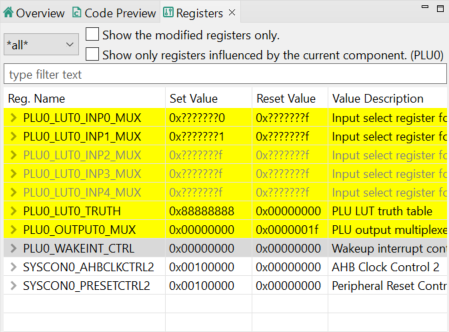 Overview Code Preview Registers
*all* Show the modified registers only.
Show only registers influenced by the current component. (PLU0)
type filter text
Reg. Name Set Value Reset Value Value Description
PLU0_LUT0_INP0_MUX 0x???????0 0x???????f Input select register fo
PLU0_LUT0_INP1_MUX 0x???????1 0x???????f Input select register fo
PLU0_LUT0_INP2_MUX 0x???????f 0x???????f Input select register fo
PLU0_LUT0_INP3_MUX 0x???????f 0x???????f Input select register fo
PLU0_LUT0_INP4_MUX 0x???????f 0x???????f Input select register fo
PLU0_LUT0_TRUTH 0x88888888 0x00000000 PLU LUT truth table
PLU0_OUTPUT0_MUX 0x00000000 0x0000001f PLU output multiplexe
PLU0_WAKEINT_CTRL 0x00000000 0x00000000 Wakeup interrupt cont
SYSCON0_AHBCLKCTRL2 0x00100000 0x00000000 AHB Clock Control 2
SYSCON0_PRESETCTRL2 0x00100000 0x00000000 Peripheral Reset Contr